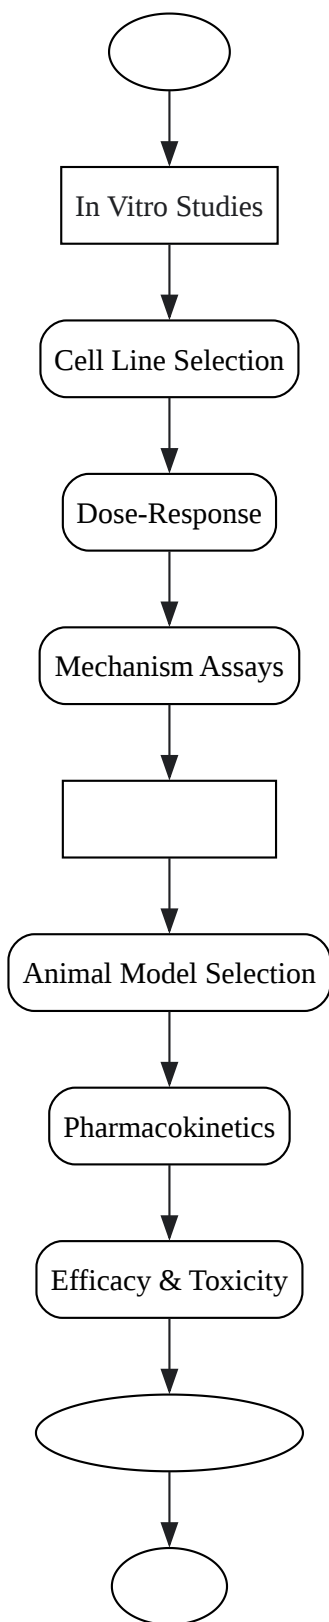 In Vitro Studies
Cell Line Selection
Dose-Response
Mechanism Assays
Animal Model Selection
Pharmacokinetics
Efficacy & Toxicity